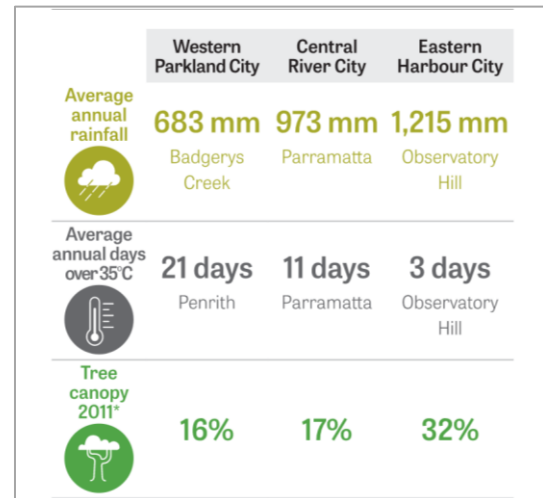 Western
Parkland City
Central
River City
Eastern
Harbour City
Average
annual
rainfall
683 mm
Badgerys
Creek
973 mm
Parramatta
1,215 mm
Observatory
Hill
Average
annual days
over 35°C
21 days
Penrith
11 days
Parramatta
3 days
Observatory
Hill
Tree
canopy
2011*
16%
17%
32%